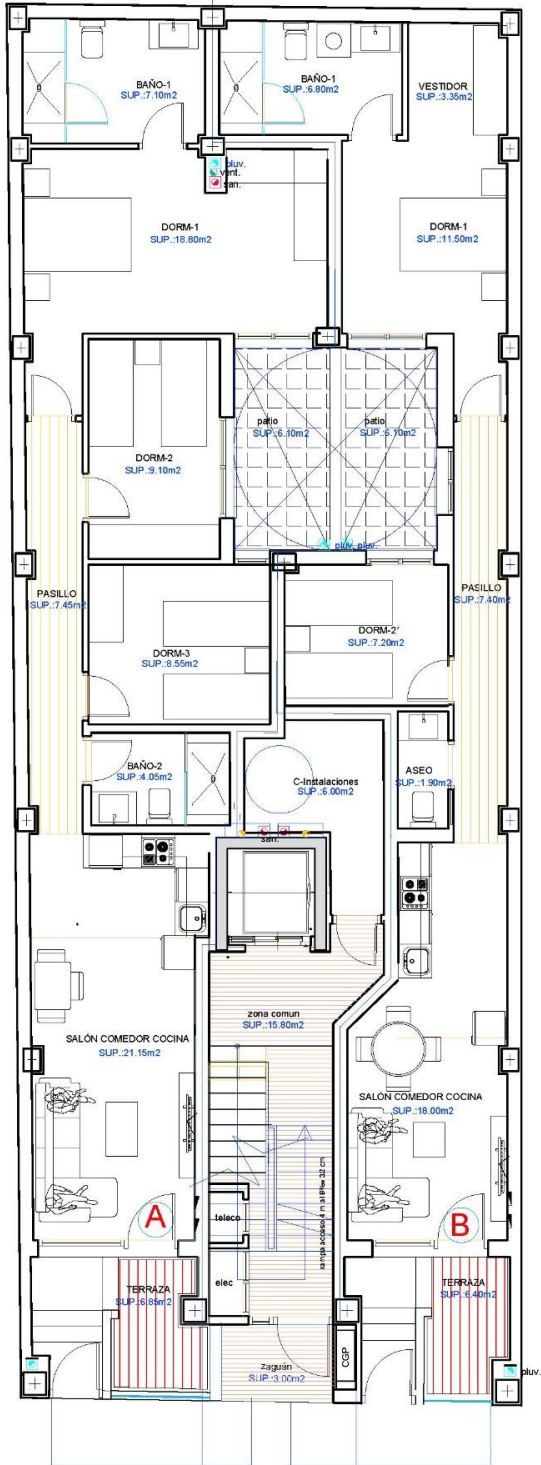 BAÑO-1
SUP.:7.10m2
BAÑO-1
SUP.:6.80m2
VESTIDOR
SUP.:3.35m2
pluv.
vent.
san.
DORM-1
SUP.:18.80m2
DORM-1
SUP.:11.50m2
patio
SUP.:6.10m2
patio
SUP.:6.10m2
DORM-2
SUP.:9.10m2
pluv. pluv.
PASILLO
SUP.:7.45m2
PASILLO
SUP.:7.40m2
DORM-3
SUP.:8.55m2
DORM-2'
SUP.:7.20m2
BAÑO-2
SUP.:4.05m2
C-Instalaciones
SUP.:6.00m2
ASEO
SUP.:1.90m2
san.
zona comun
SUP.:15.80m2
SALÓN COMEDOR COCINA
SUP.:21.15m2
SALÓN COMEDOR COCINA
SUP.:18.00m2
A
teleco
B
elec
TERRAZA
SUP.:6.85m2
TERRAZA
SUP.:6.40m2
zaguán
SUP.:3.00m2
CGP
pluv.